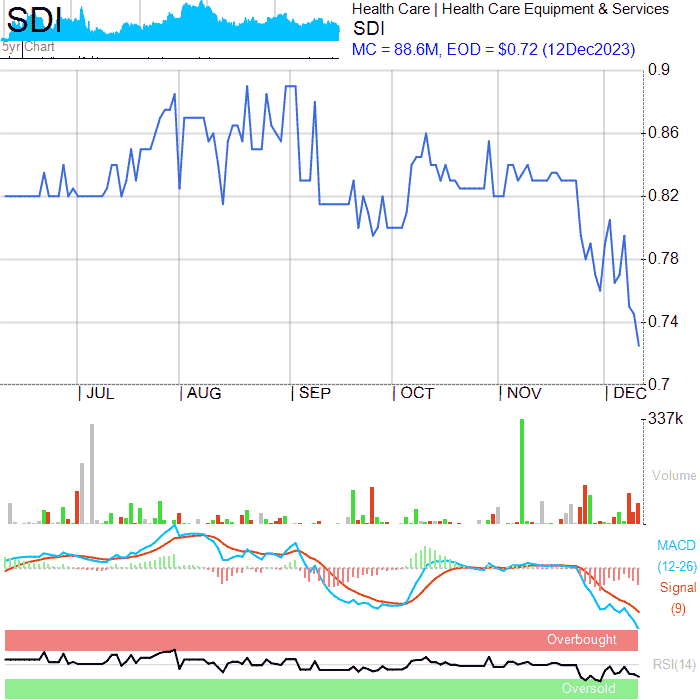 SDI
5yr Chart
Health Care | Health Care Equipment & Services
SDI
MC = 88.6M, EOD = $0.72 (12Dec2023)
0.9
0.86
0.82
0.78
0.74
0.7
| JUL | AUG | SEP | OCT | NOV | DEC
337k
Volume
MACD
(12-26)
Signal
(9)
Overbought
RSI(14)
Oversold